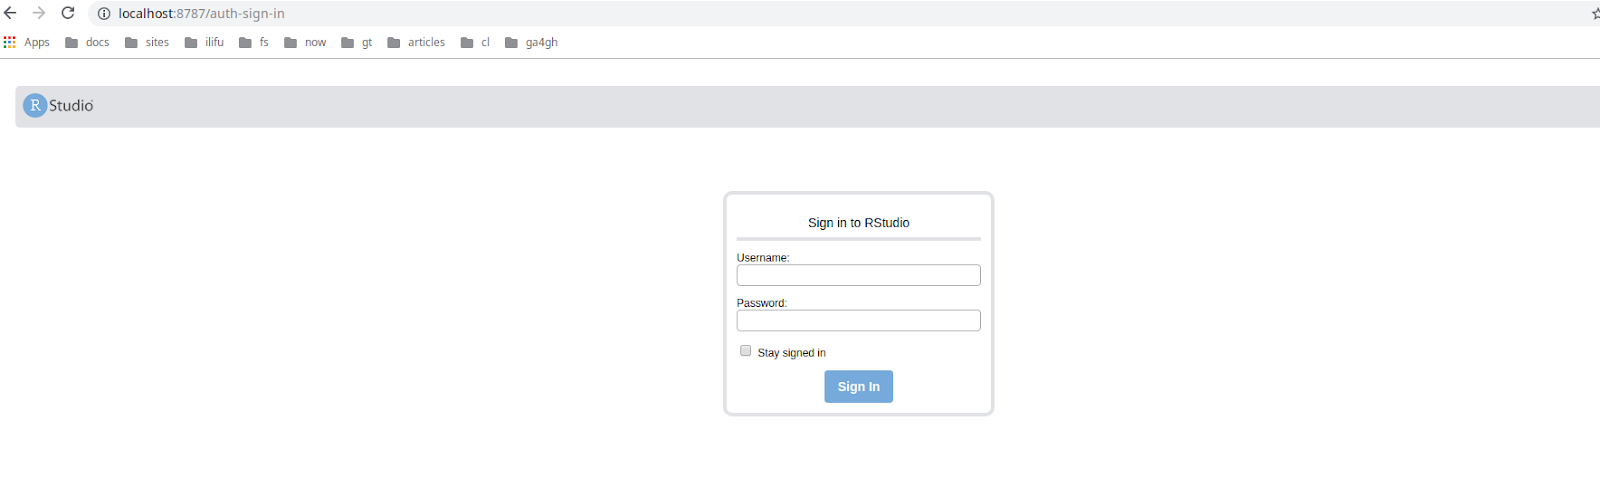 localhost:8787/auth-sign-in
Apps docs sites ilifu fs now gt articles cl ga4gh
R Studio
Sign in to RStudio
Username:
Password:
Stay signed in
Sign In